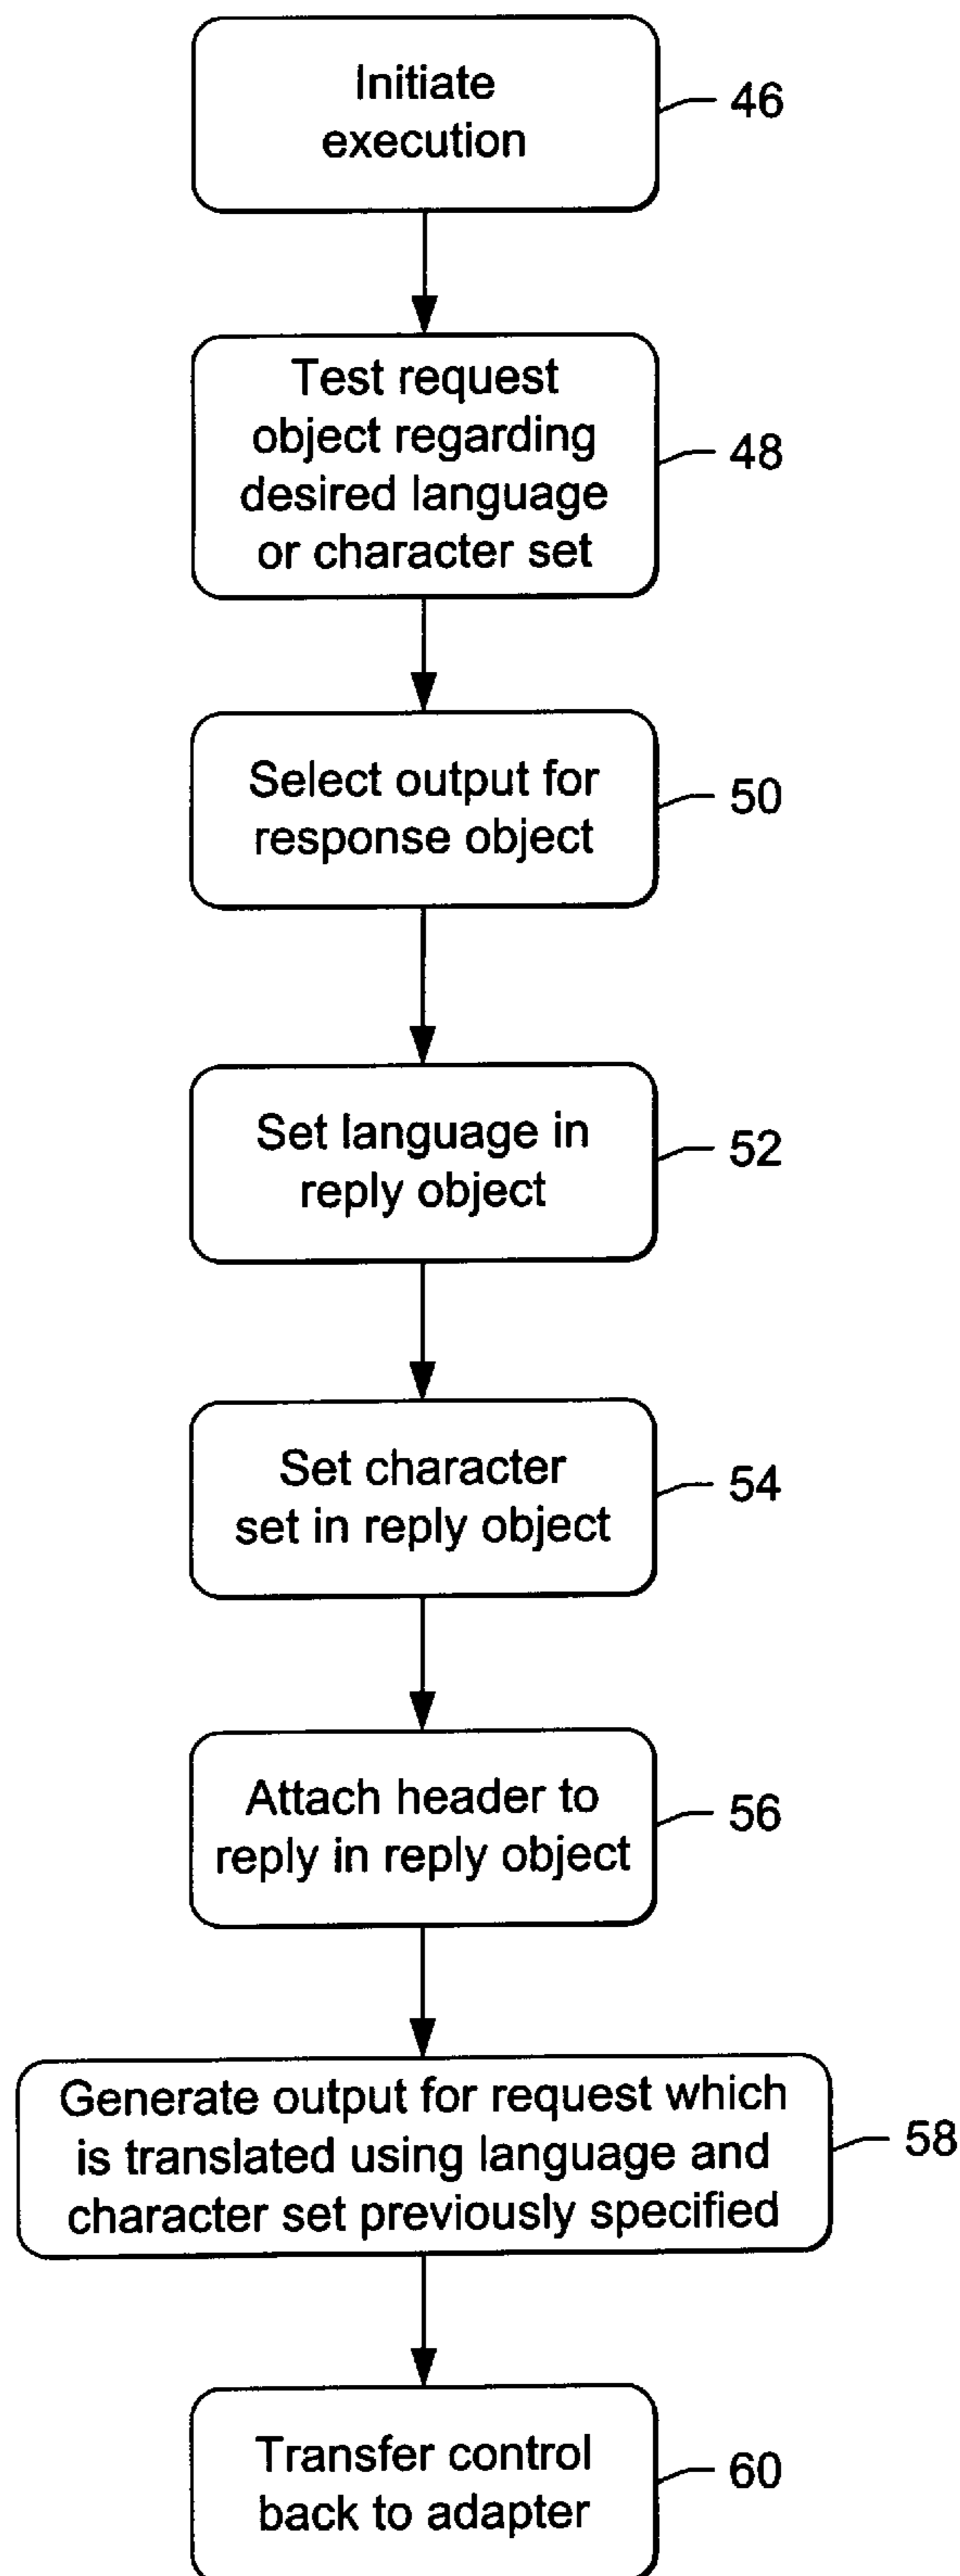 Initiate
execution
46
Test request
object regarding
desired language
or character set
48
Select output for
response object
50
Set language in
reply object
52
Set character
set in reply object
54
Attach header to
reply in reply object
56
Generate output for request which
is translated using language and
character set previously specified
58
Transfer control
back to adapter
60